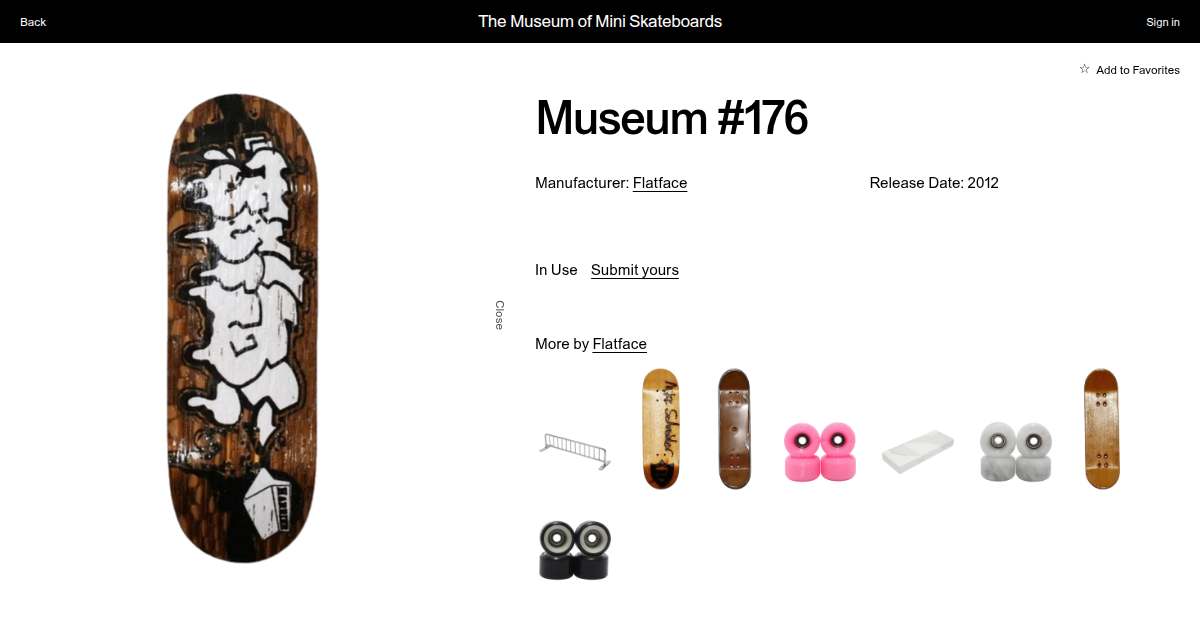 Back
The Museum of Mini Skateboards
Sign in
☆ Add to Favorites
Museum #176
Manufacturer: Flatface
Release Date: 2012
In Use Submit yours
Close
More by Flatface